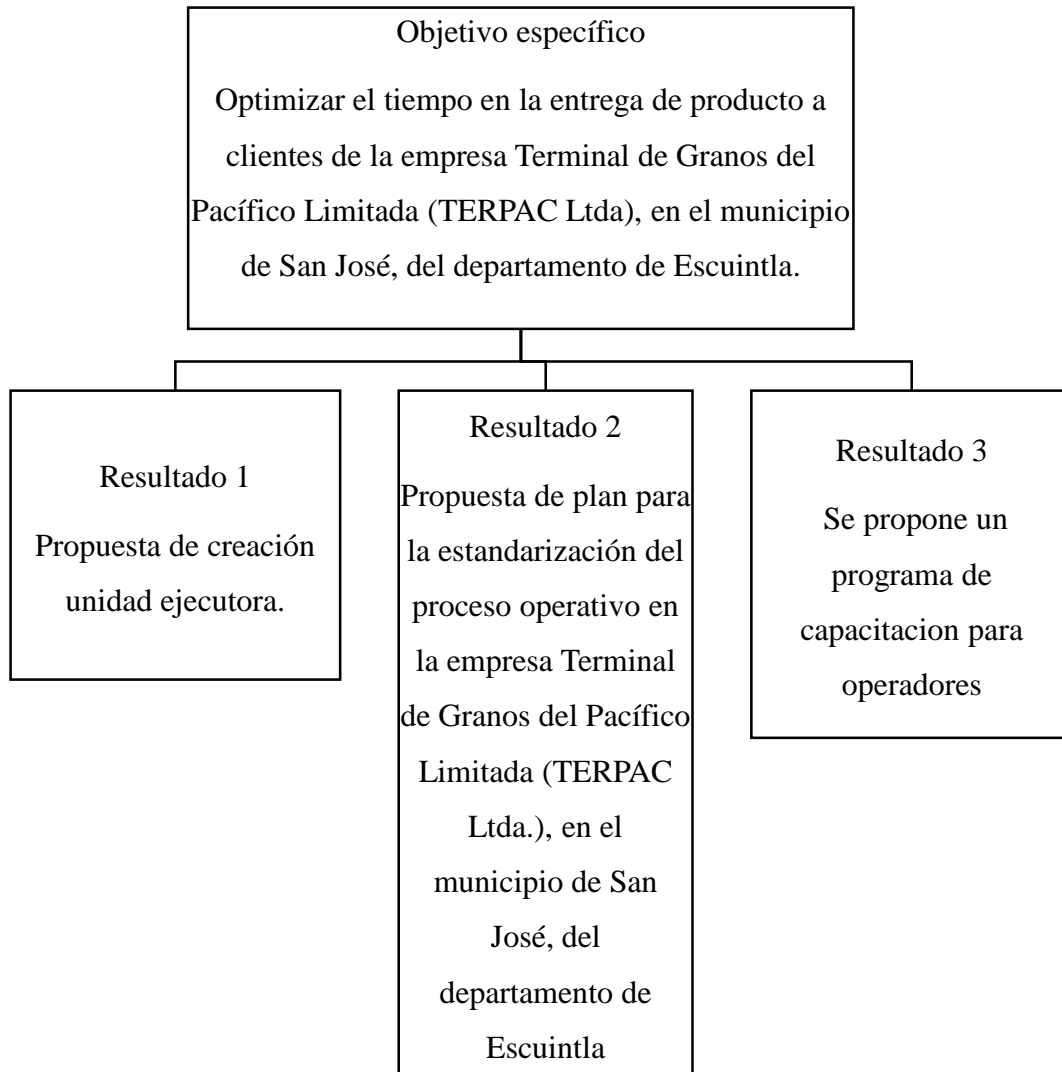 Objetivo específico
Optimizar el tiempo en la entrega de producto a
clientes de la empresa Terminal de Granos del
Pacífico Limitada (TERPAC Ltda), en el municipio
de San José, del departamento de Escuintla.
Resultado 1
Propuesta de creación
unidad ejecutora.
Resultado 2
Propuesta de plan para
la estandarización del
proceso operativo en
la empresa Terminal
de Granos del Pacífico
Limitada (TERPAC
Ltda.), en el
municipio de San
José, del
departamento de
Escuintla
Resultado 3
Se propone un
programa de
capacitacion para
operadores